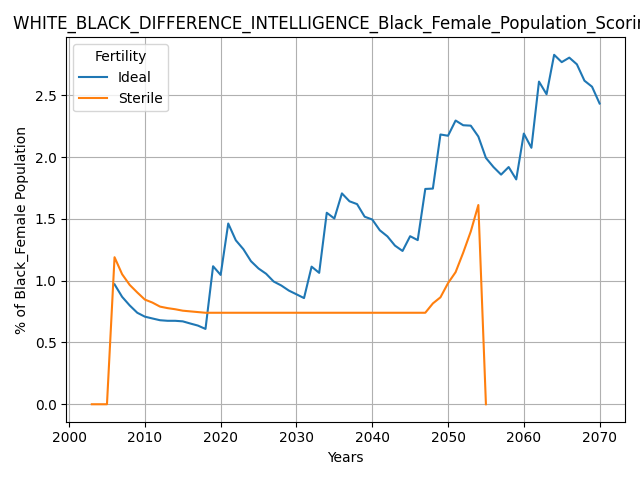 WHITE_BLACK_DIFFERENCE_INTELLIGENCE_Black_Female_Population_Scori
Fertility
Ideal
Sterile
% of Black_Female Population
2.5
2.0
1.5
1.0
0.5
0.0
2000 2010 2020 2030 2040 2050 2060 2070
Years